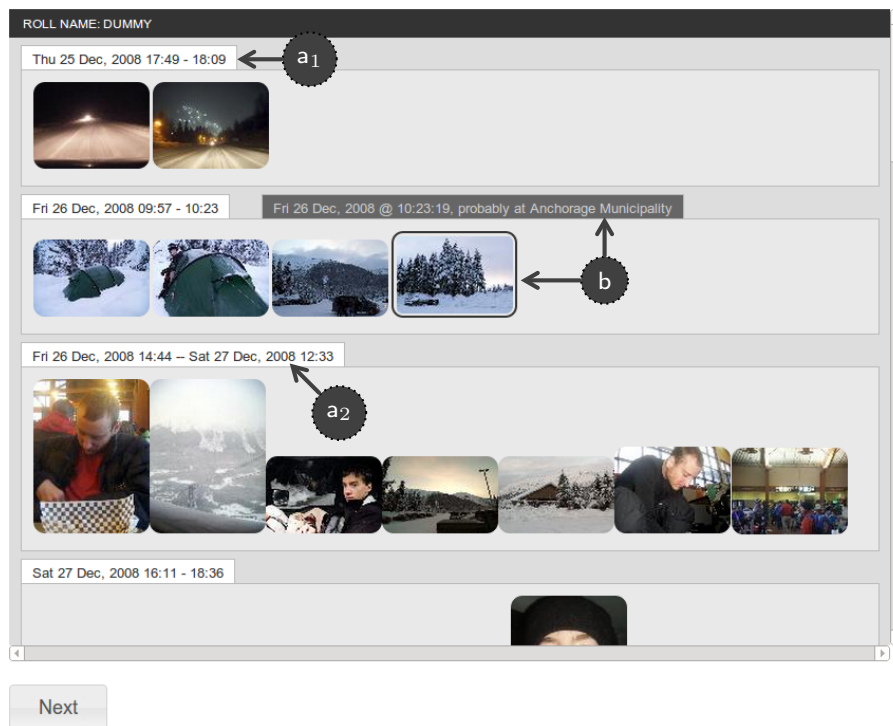 ROLL NAME: DUMMY
Thu 25 Dec, 2008 17:49 - 18:09
a1
Fri 26 Dec, 2008 09:57 - 10:23
Fri 26 Dec, 2008 @ 10:23:19, probably at Anchorage Municipality
b
Fri 26 Dec, 2008 14:44 -- Sat 27 Dec, 2008 12:33
a2
Sat 27 Dec, 2008 16:11 - 18:36
Next